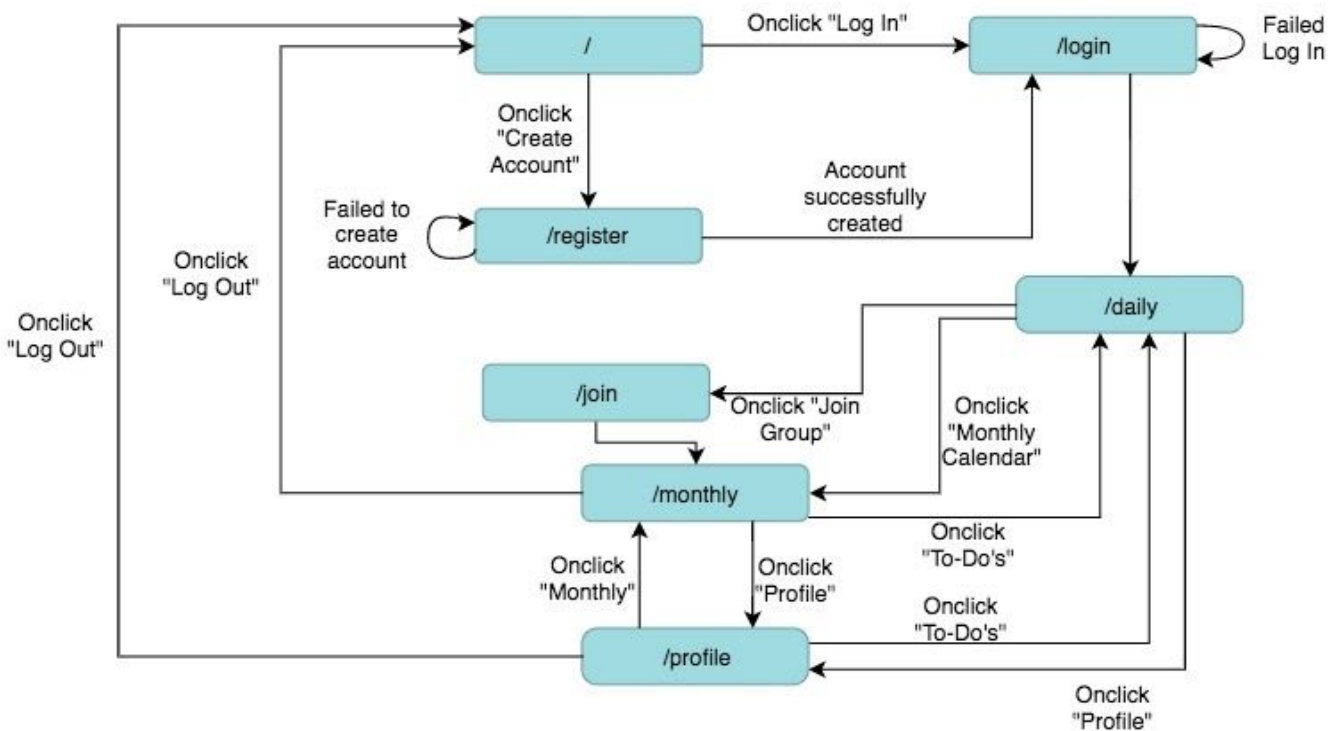 /
Onclick "Log In"
/login
Failed
Log In
Onclick
"Create
Account"
Account
successfully
created
Failed to
create
account
/register
Onclick
"Log Out"
/daily
Onclick
"Log Out"
/join
Onclick "Join
Group"
Onclick
"Monthly
Calendar"
/monthly
Onclick
"To-Do's"
Onclick
"Monthly"
Onclick
"Profile"
Onclick
"To-Do's"
/profile
Onclick
"Profile"